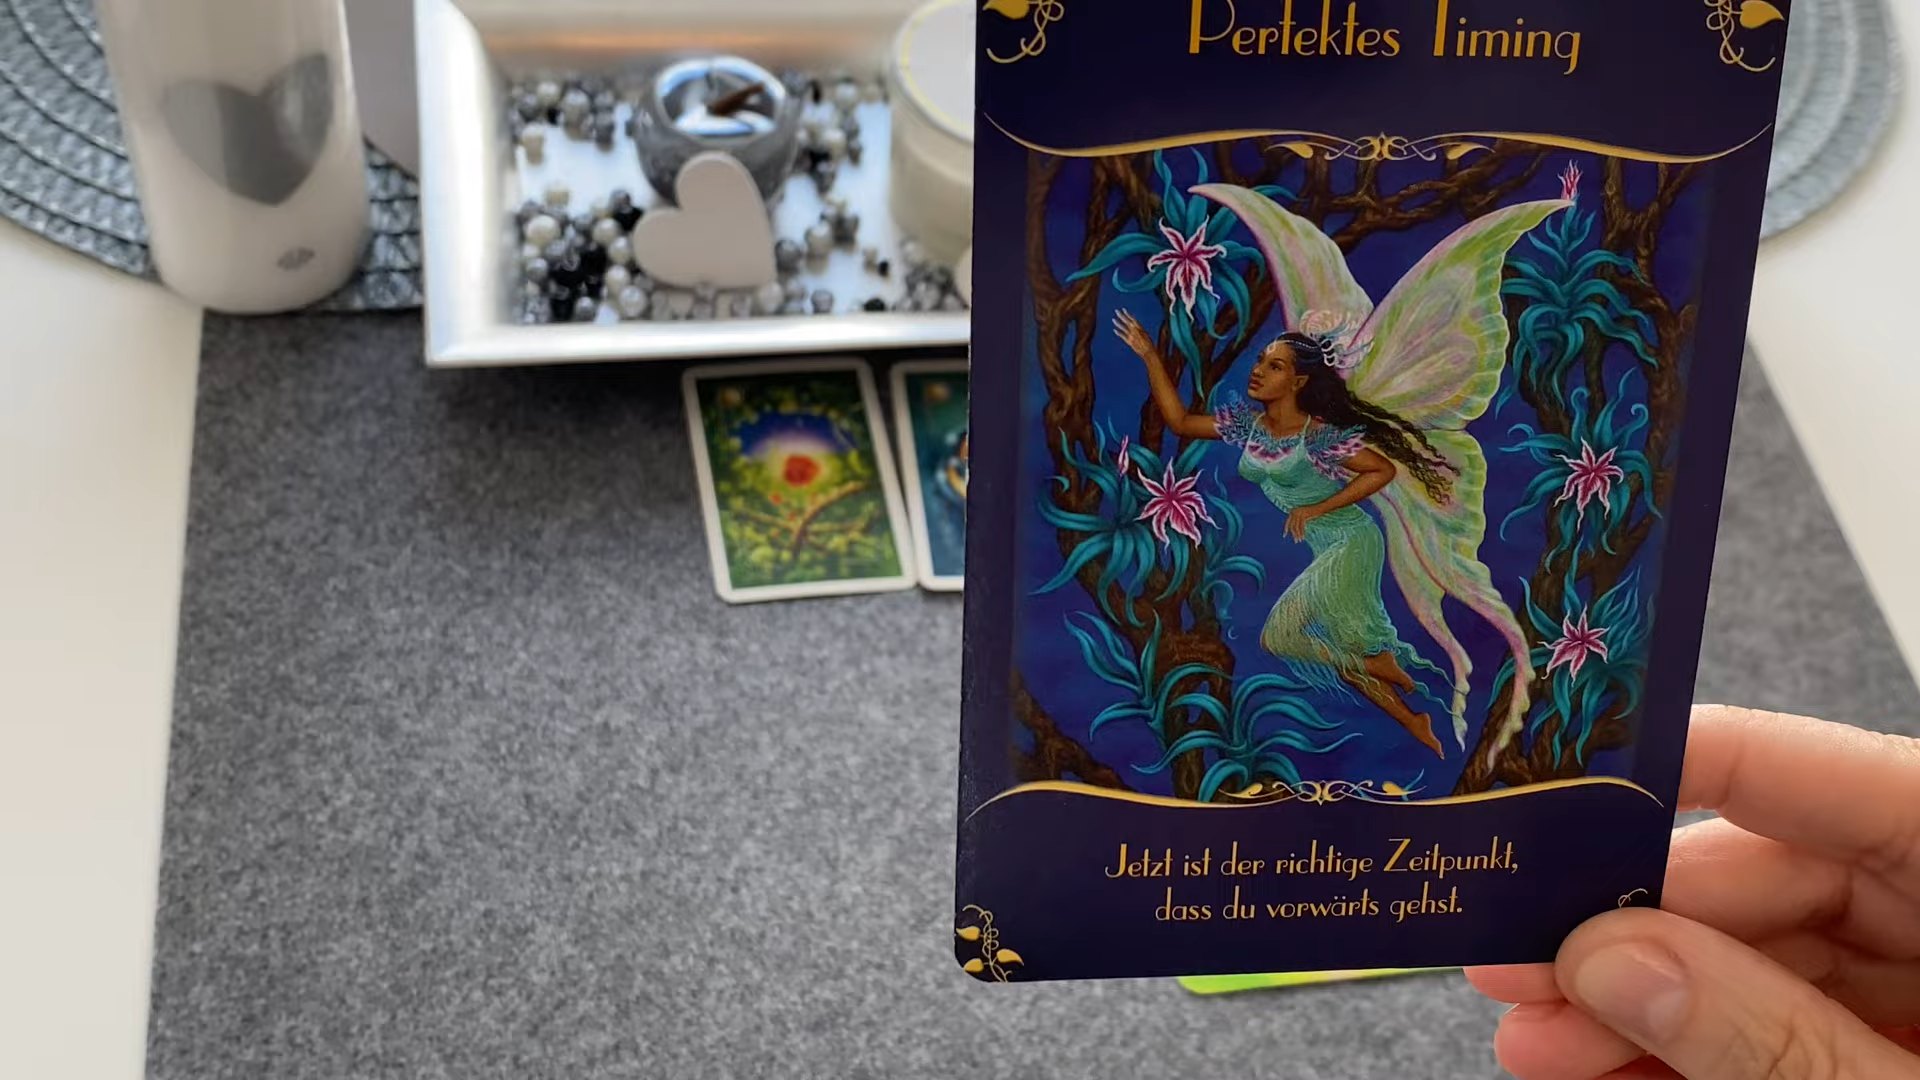 Perfektes Timing
Jetzt ist der richtige Zeitpunkt,
dass du vorwärts gehst.